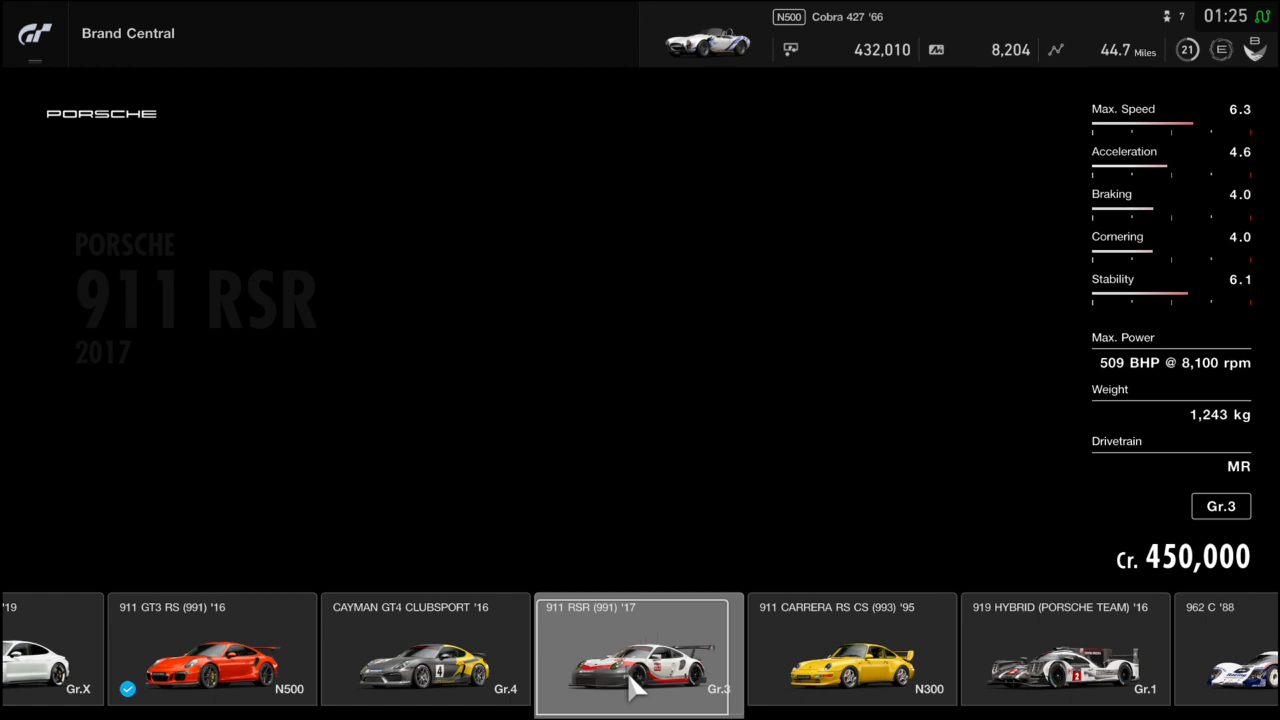 Brand Central
N500 Cobra 427 '66
7 01:25
432,010 8,204 44.7 Miles 21 E B
PORSCHE
Max. Speed 6.3
Acceleration 4.6
Braking 4.0
Cornering 4.0
Stability 6.1
PORSCHE
911 RSR
2017
Max. Power
509 BHP @ 8,100 rpm
Weight
1,243 kg
Drivetrain
MR
Gr.3
Cr. 450,000
'19
Gr.X
911 GT3 RS (991) '16
N500
CAYMAN GT4 CLUBSPORT '16
4
Gr.4
911 RSR (991) '17
Gr.3
911 CARRERA RS CS (993) '95
N300
919 HYBRID (PORSCHE TEAM) '16
2
Gr.1
962 C '88